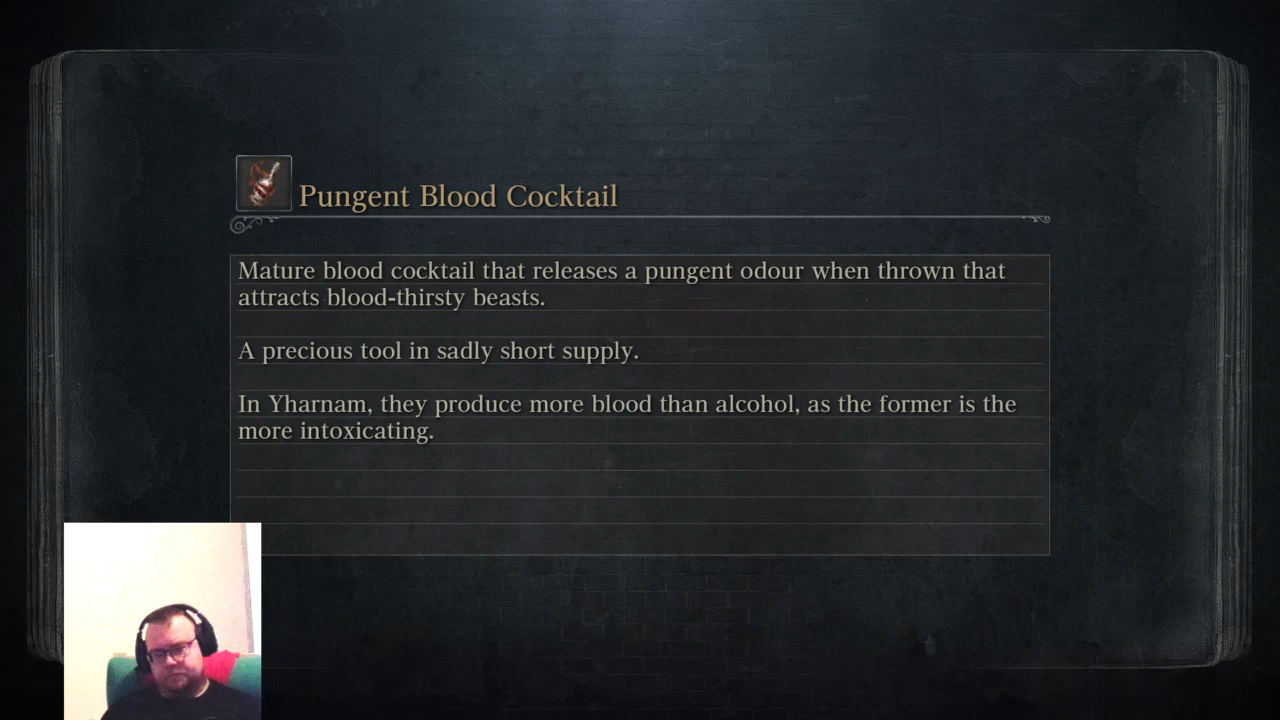 Pungent Blood Cocktail
Mature blood cocktail that releases a pungent odour when thrown that
attracts blood-thirsty beasts.
A precious tool in sadly short supply.
In Yharnam, they produce more blood than alcohol, as the former is the
more intoxicating.